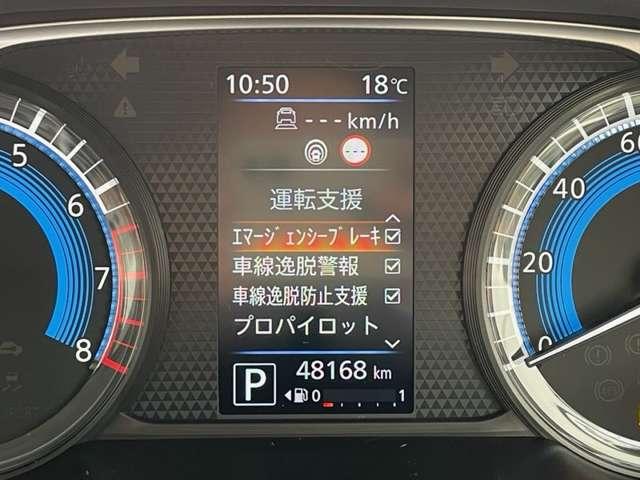 10:50 18℃
--- km/h
---
運転支援
ｴﾏｰｼﾞｪﾝｼｰﾌﾞﾚｰｷ
車線逸脱警報
車線逸脱防止支援
プロパイロット
P 48168 km
0 1
5
6
7
8
0
20
40
60